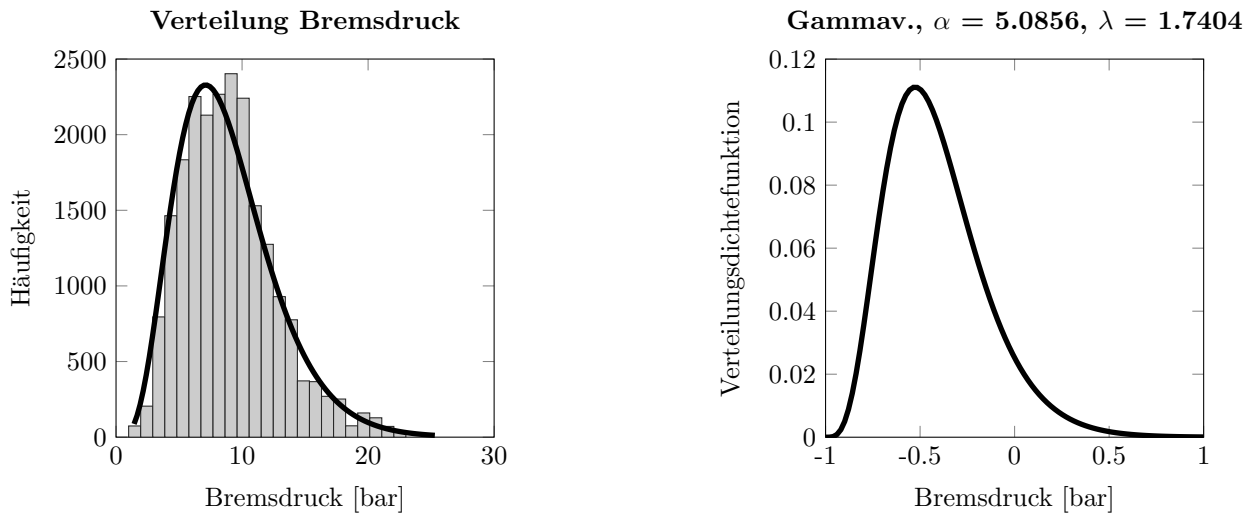 Verteilung Bremsdruck
2500
2000
1500
1000
500
0
0 10 20 30
Häufigkeit
Bremsdruck [bar]
Gammav., α = 5.0856, λ = 1.7404
0.12
0.1
0.08
0.06
0.04
0.02
0
-1 -0.5 0 0.5 1
Verteilungsdichtefunktion
Bremsdruck [bar]